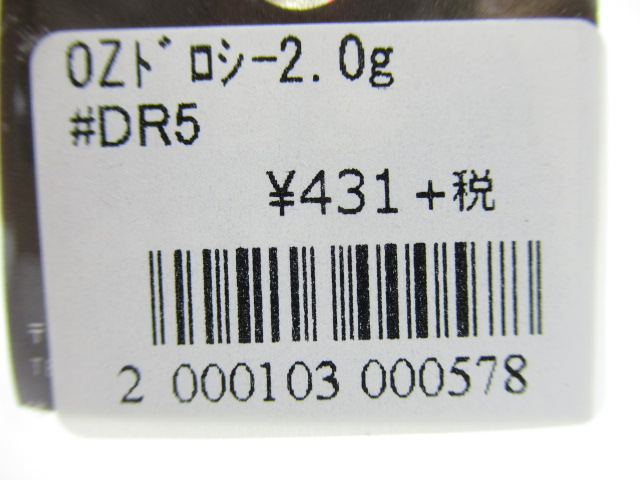 OZﾄﾞﾛｼｰ2.0g
#DR5
¥431+税
2 000103 000578